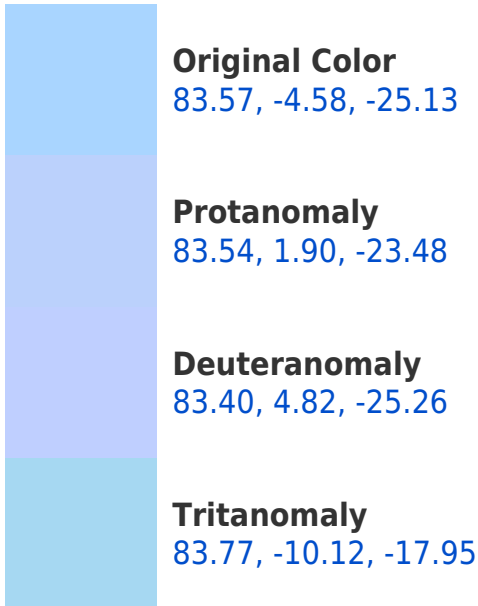 Original Color
83.57, -4.58, -25.13
Protanomaly
83.54, 1.90, -23.48
Deuteranomaly
83.40, 4.82, -25.26
Tritanomaly
83.77, -10.12, -17.95